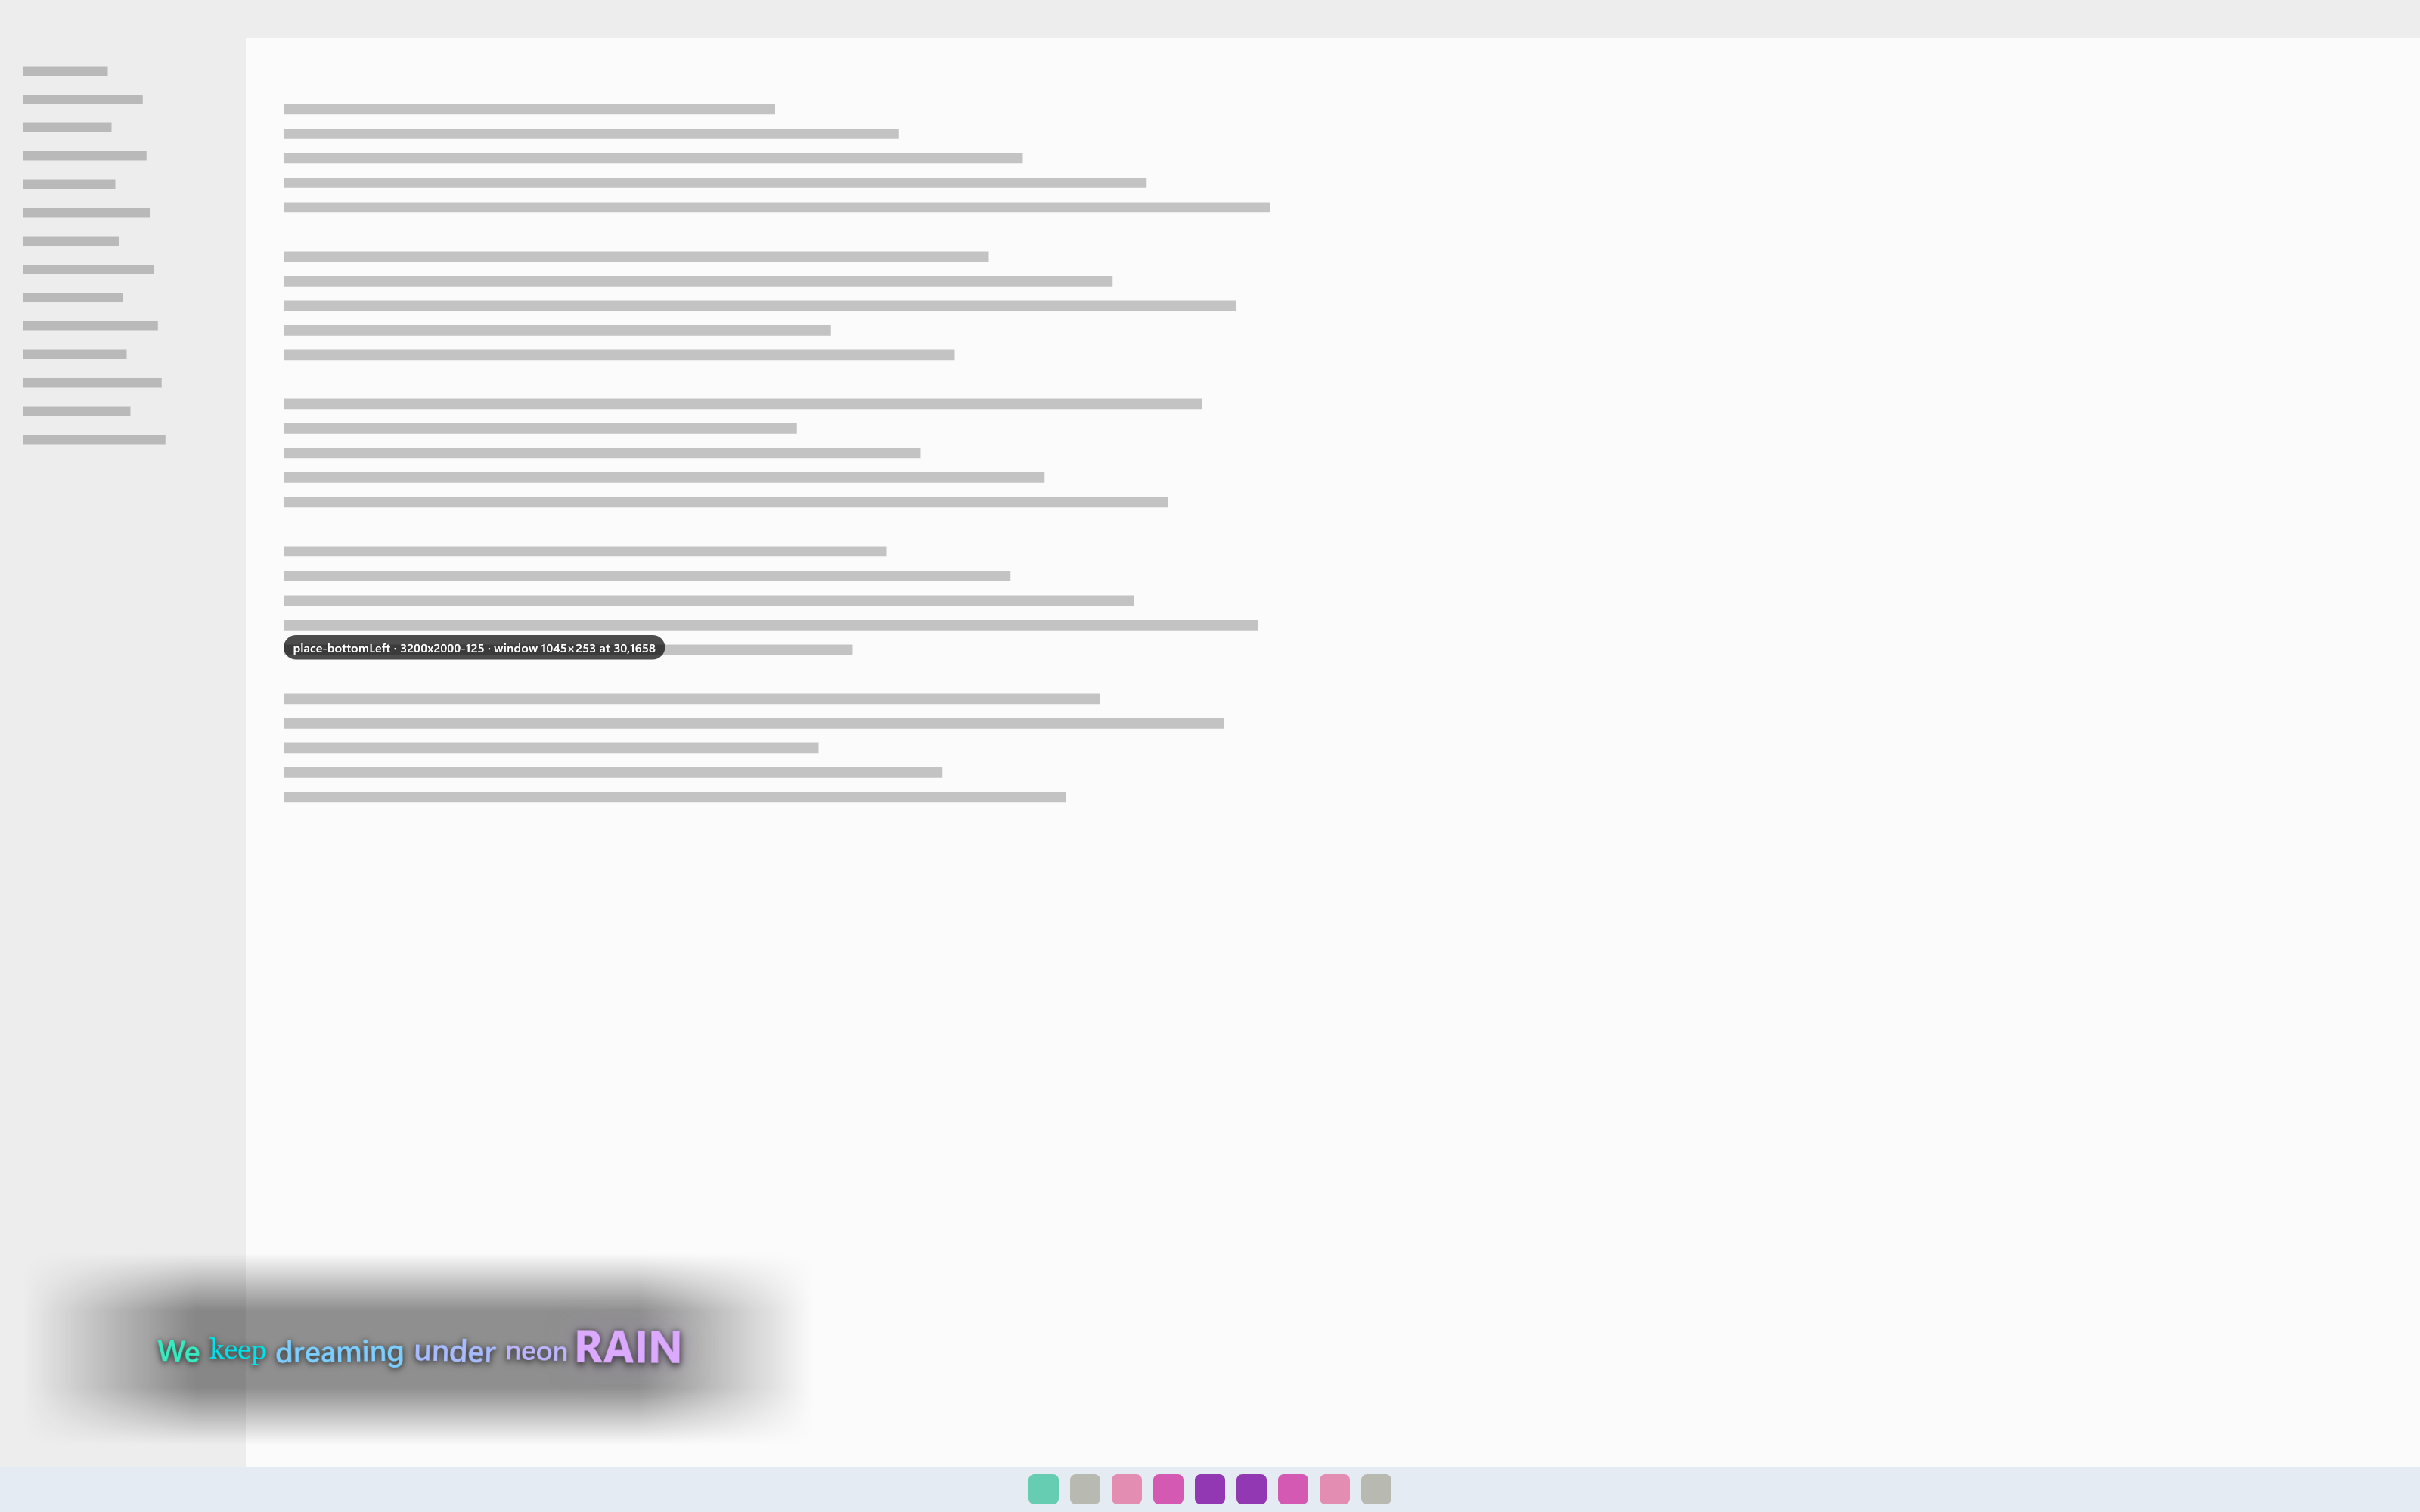 place-bottomLeft · 3200x2000-125 · window 1045×253 at 30,1658
We keep dreaming under neon RAIN